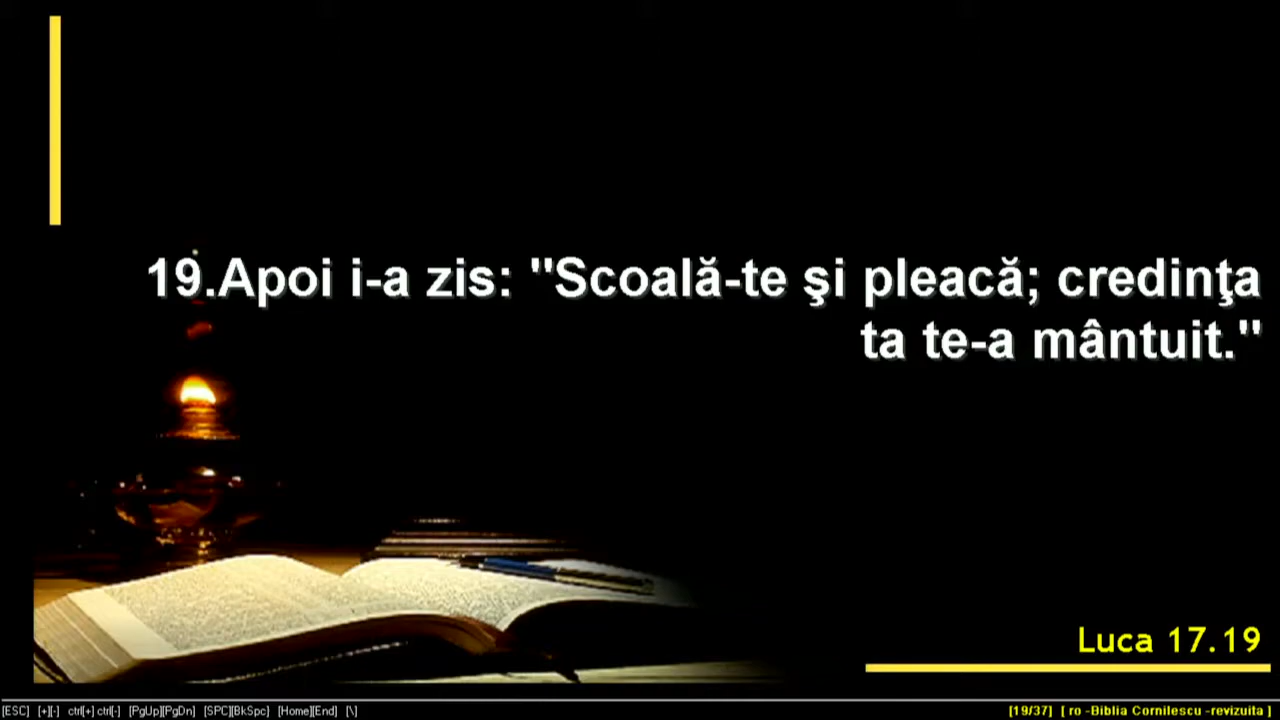 19.Apoi i-a zis: "Scoală-te şi pleacă; credinţa
ta te-a mântuit."
Luca 17.19
[ESC] [+][-] ctrl[+] ctrl[-] [PgUp][PgDn] [SPC][BkSpc] [Home][End] [\] [19/37] [ ro -Biblia Cornilescu -revizuita ]